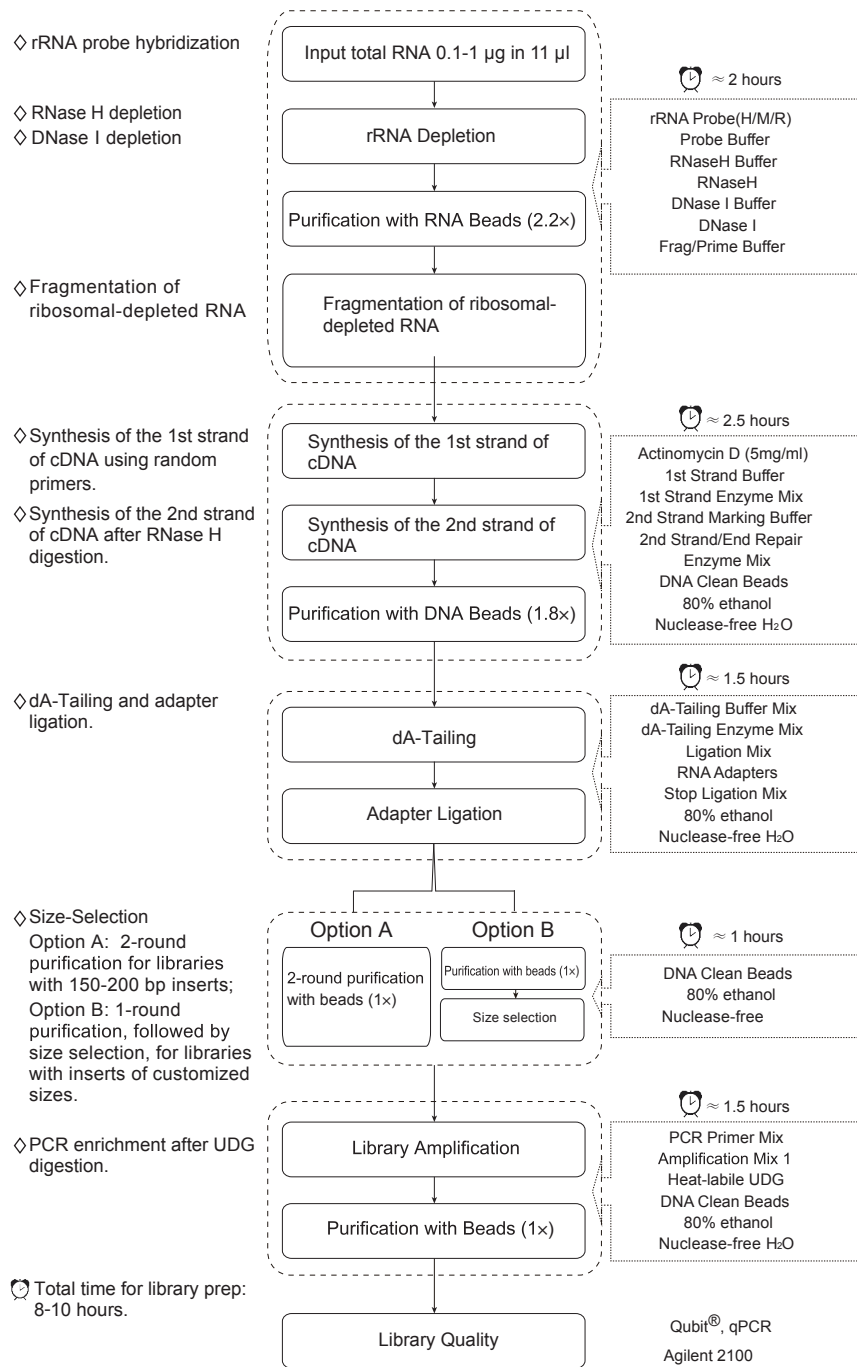 ◇ rRNA probe hybridization
Input total RNA 0.1-1 µg in 11 µl
≈ 2 hours
◇ RNase H depletion
◇ DNase I depletion
rRNA Depletion
Purification with RNA Beads (2.2×)
rRNA Probe(H/M/R)
Probe Buffer
RNaseH Buffer
RNaseH
DNase I Buffer
DNase I
Frag/Prime Buffer
◇ Fragmentation of
ribosomal-depleted RNA
Fragmentation of ribosomal-
depleted RNA
≈ 2.5 hours
◇ Synthesis of the 1st strand
of cDNA using random
primers.
◇ Synthesis of the 2nd strand
of cDNA after RNase H
digestion.
Synthesis of the 1st strand of
cDNA
Synthesis of the 2nd strand of
cDNA
Purification with DNA Beads (1.8×)
Actinomycin D (5mg/ml)
1st Strand Buffer
1st Strand Enzyme Mix
2nd Strand Marking Buffer
2nd Strand/End Repair
Enzyme Mix
DNA Clean Beads
80% ethanol
Nuclease-free H₂O
≈ 1.5 hours
◇ dA-Tailing and adapter
ligation.
dA-Tailing
Adapter Ligation
dA-Tailing Buffer Mix
dA-Tailing Enzyme Mix
Ligation Mix
RNA Adapters
Stop Ligation Mix
80% ethanol
Nuclease-free H₂O
◇ Size-Selection
Option A: 2-round
purification for libraries
with 150-200 bp inserts;
Option B: 1-round
purification, followed by
size selection, for libraries
with inserts of customized
sizes.
Option A
2-round purification
with beads (1×)
Option B
Purification with beads (1×)
Size selection
≈ 1 hours
DNA Clean Beads
80% ethanol
Nuclease-free
≈ 1.5 hours
◇ PCR enrichment after UDG
digestion.
Library Amplification
Purification with Beads (1×)
PCR Primer Mix
Amplification Mix 1
Heat-labile UDG
DNA Clean Beads
80% ethanol
Nuclease-free H₂O
Total time for library prep:
8-10 hours.
Library Quality
Qubit®, qPCR
Agilent 2100